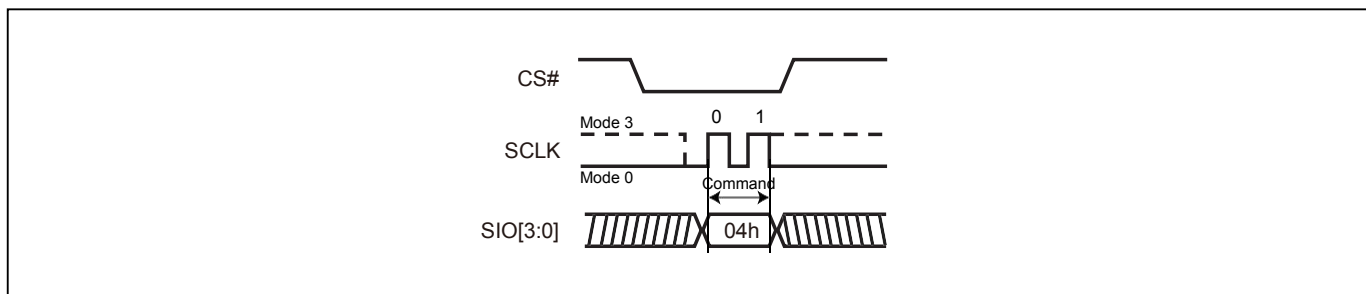 CS#
Mode 3
0 1
SCLK
Mode 0
Command
SIO[3:0]
04h